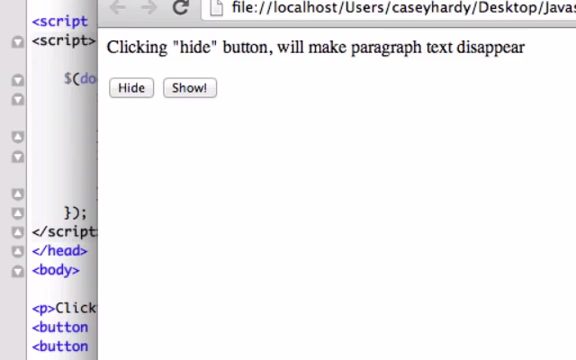 file://localhost/Users/caseyhardy/Desktop/Javas
<script
<script>
$(do
});
</script
</head>
<body>
<p>Click
<button
<button
Clicking "hide" button, will make paragraph text disappear
Hide Show!